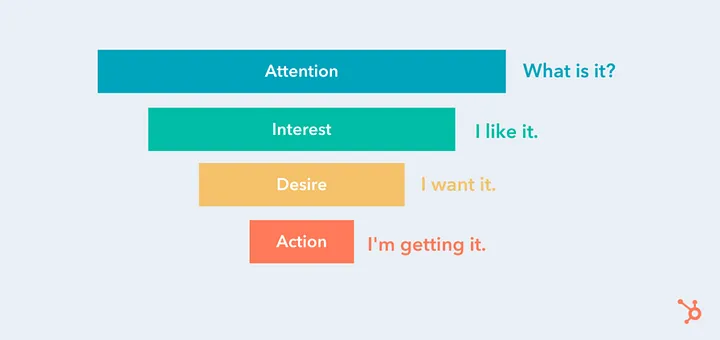 Attention What is it?
Interest I like it.
Desire I want it.
Action I'm getting it.